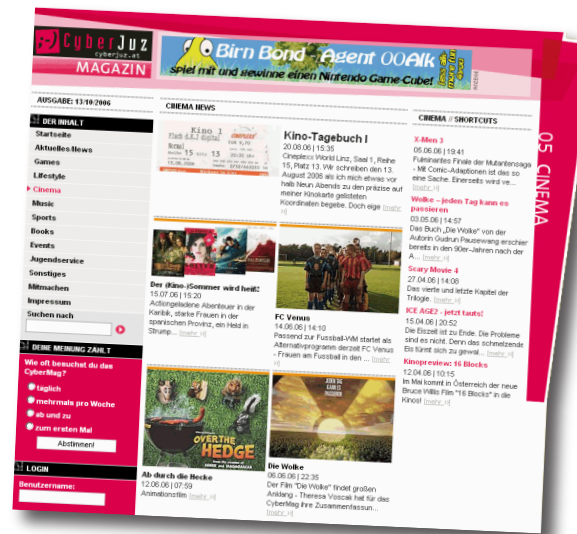 ;-) CyberJuz
cyberjuz.at
MAGAZIN
Birn Bond - Agent 00Alk
spiel mit und gewinne einen Nintendo Game-Cube!
AUSGABE: 13/10/2006
DER INHALT
Startseite
Aktuelles/News
Games
Lifestyle
Cinema
Music
Sports
Books
Events
Jugendservice
Sonstiges
Mitmachen
Impressum
Suchen nach
DEINE MEINUNG ZÄHLT
Wie oft besuchst du das
CyberMag?
täglich
mehrmals pro Woche
ab und zu
zum ersten Mal
Abstimmen!
LOGIN
Benutzername:
CINEMA NEWS
Kino 1
Kino-Tagebuch I
20.08.06 | 15:35
Cineplexx World Linz, Saal 1, Reihe
15, Platz 13. Wir schreiben den 13.
August 2006 als ich mich etwas vor
halb Neun Abends zu den präzise auf
meiner Kinokarte gelisteten
Koordinaten begebe. Doch eige [mehr »]
Der (Kino-)Sommer wird heiß!
15.07.06 | 15:20
Actiongeladene Abenteuer in der
Karibik, starke Frauen in der
spanischen Provinz, ein Held in
Strump... [mehr »]
FC Venus
14.06.06 | 14:10
Passend zur Fussball-WM startet als
Alternativprogramm derzeit FC Venus
- Frauen am Fussball in den ... [mehr »]
OVER THE
HEDGE
Ab durch die Hecke
12.06.06 | 07:59
Animationsfilm [mehr »]
Die Wolke
06.06.06 | 22:35
Der Film "Die Wolke" findet großen
Anklang - Theresa Voscak hat für das
CyberMag ihre Zusammenfassun...
[mehr »]
CINEMA // SHORTCUTS
X-Men 3
05.06.06 | 19:41
Fulminantes Finale der Mutantensaga
- Mit Comic-Adaptionen ist das so
eine Sache. Einerseits wird ve...
[mehr »]
Wolke – jeden Tag kann es
passieren
03.05.06 | 14:57
Das Buch „Die Wolke" von der
Autorin Gudrun Pausewang erschien
bereits in den 90er-Jahren nach der
A... [mehr »]
Scary Movie 4
27.04.06 | 14:08
Das vierte und letzte Kapitel der
Trilogie. [mehr »]
ICE AGE2 - jetzt tauts!
15.04.06 | 20:52
Die Eiszeit ist zu Ende. Die Probleme
sind es nicht. Denn das schmelzende
Eis türmt sich zu gewal... [mehr »]
Kinopreview: 16 Blocks
12.04.06 | 10:15
Im Mai kommt in Österreich der neue
Bruce Willis Film "16 Blocks" in die
Kinos! [mehr »]
05_CINEMA